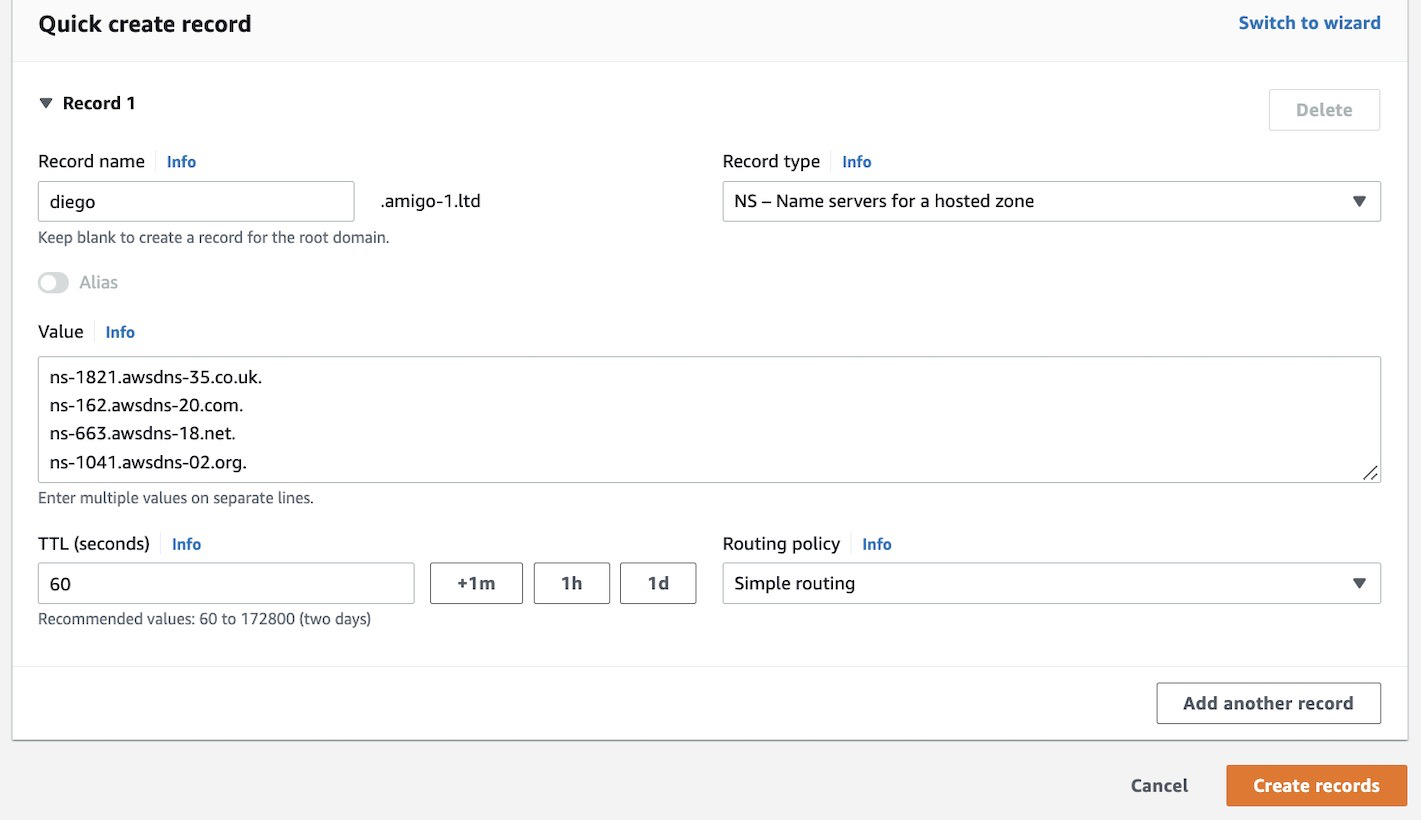 Quick create record
Switch to wizard
Record 1
Delete
Record name Info
Record type Info
diego .amigo-1.ltd
NS – Name servers for a hosted zone
Keep blank to create a record for the root domain.
Alias
Value Info
ns-1821.awsdns-35.co.uk.
ns-162.awsdns-20.com.
ns-663.awsdns-18.net.
ns-1041.awsdns-02.org.
Enter multiple values on separate lines.
TTL (seconds) Info
Routing policy Info
60 +1m 1h 1d
Simple routing
Recommended values: 60 to 172800 (two days)
Add another record
Cancel
Create records